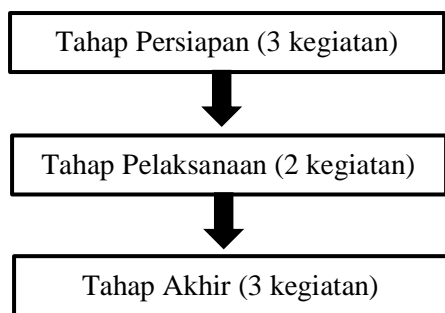 Tahap Persiapan (3 kegiatan)
Tahap Pelaksanaan (2 kegiatan)
Tahap Akhir (3 kegiatan)